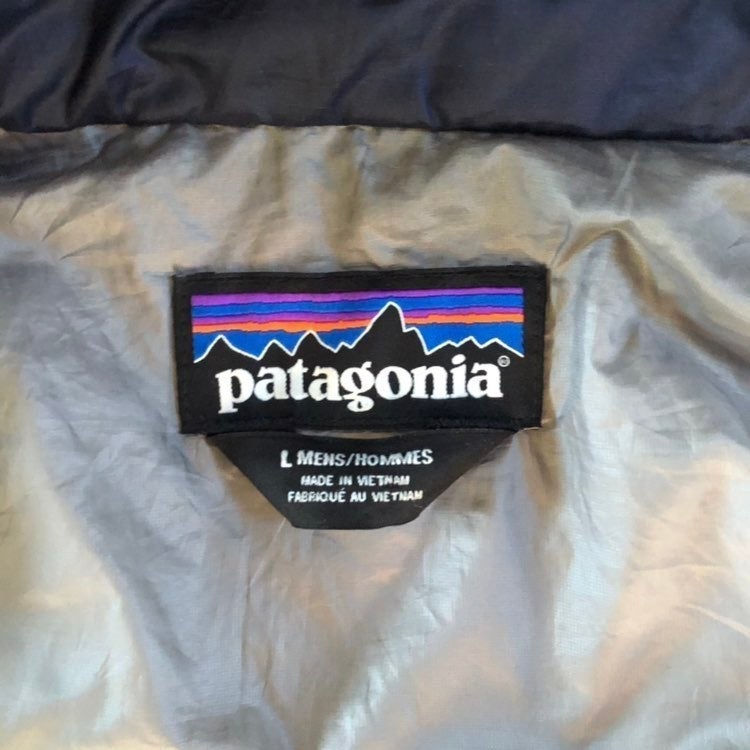 patagonia®
L MENS/HOMMES
MADE IN VIETNAM
FABRIQUÉ AU VIETNAM